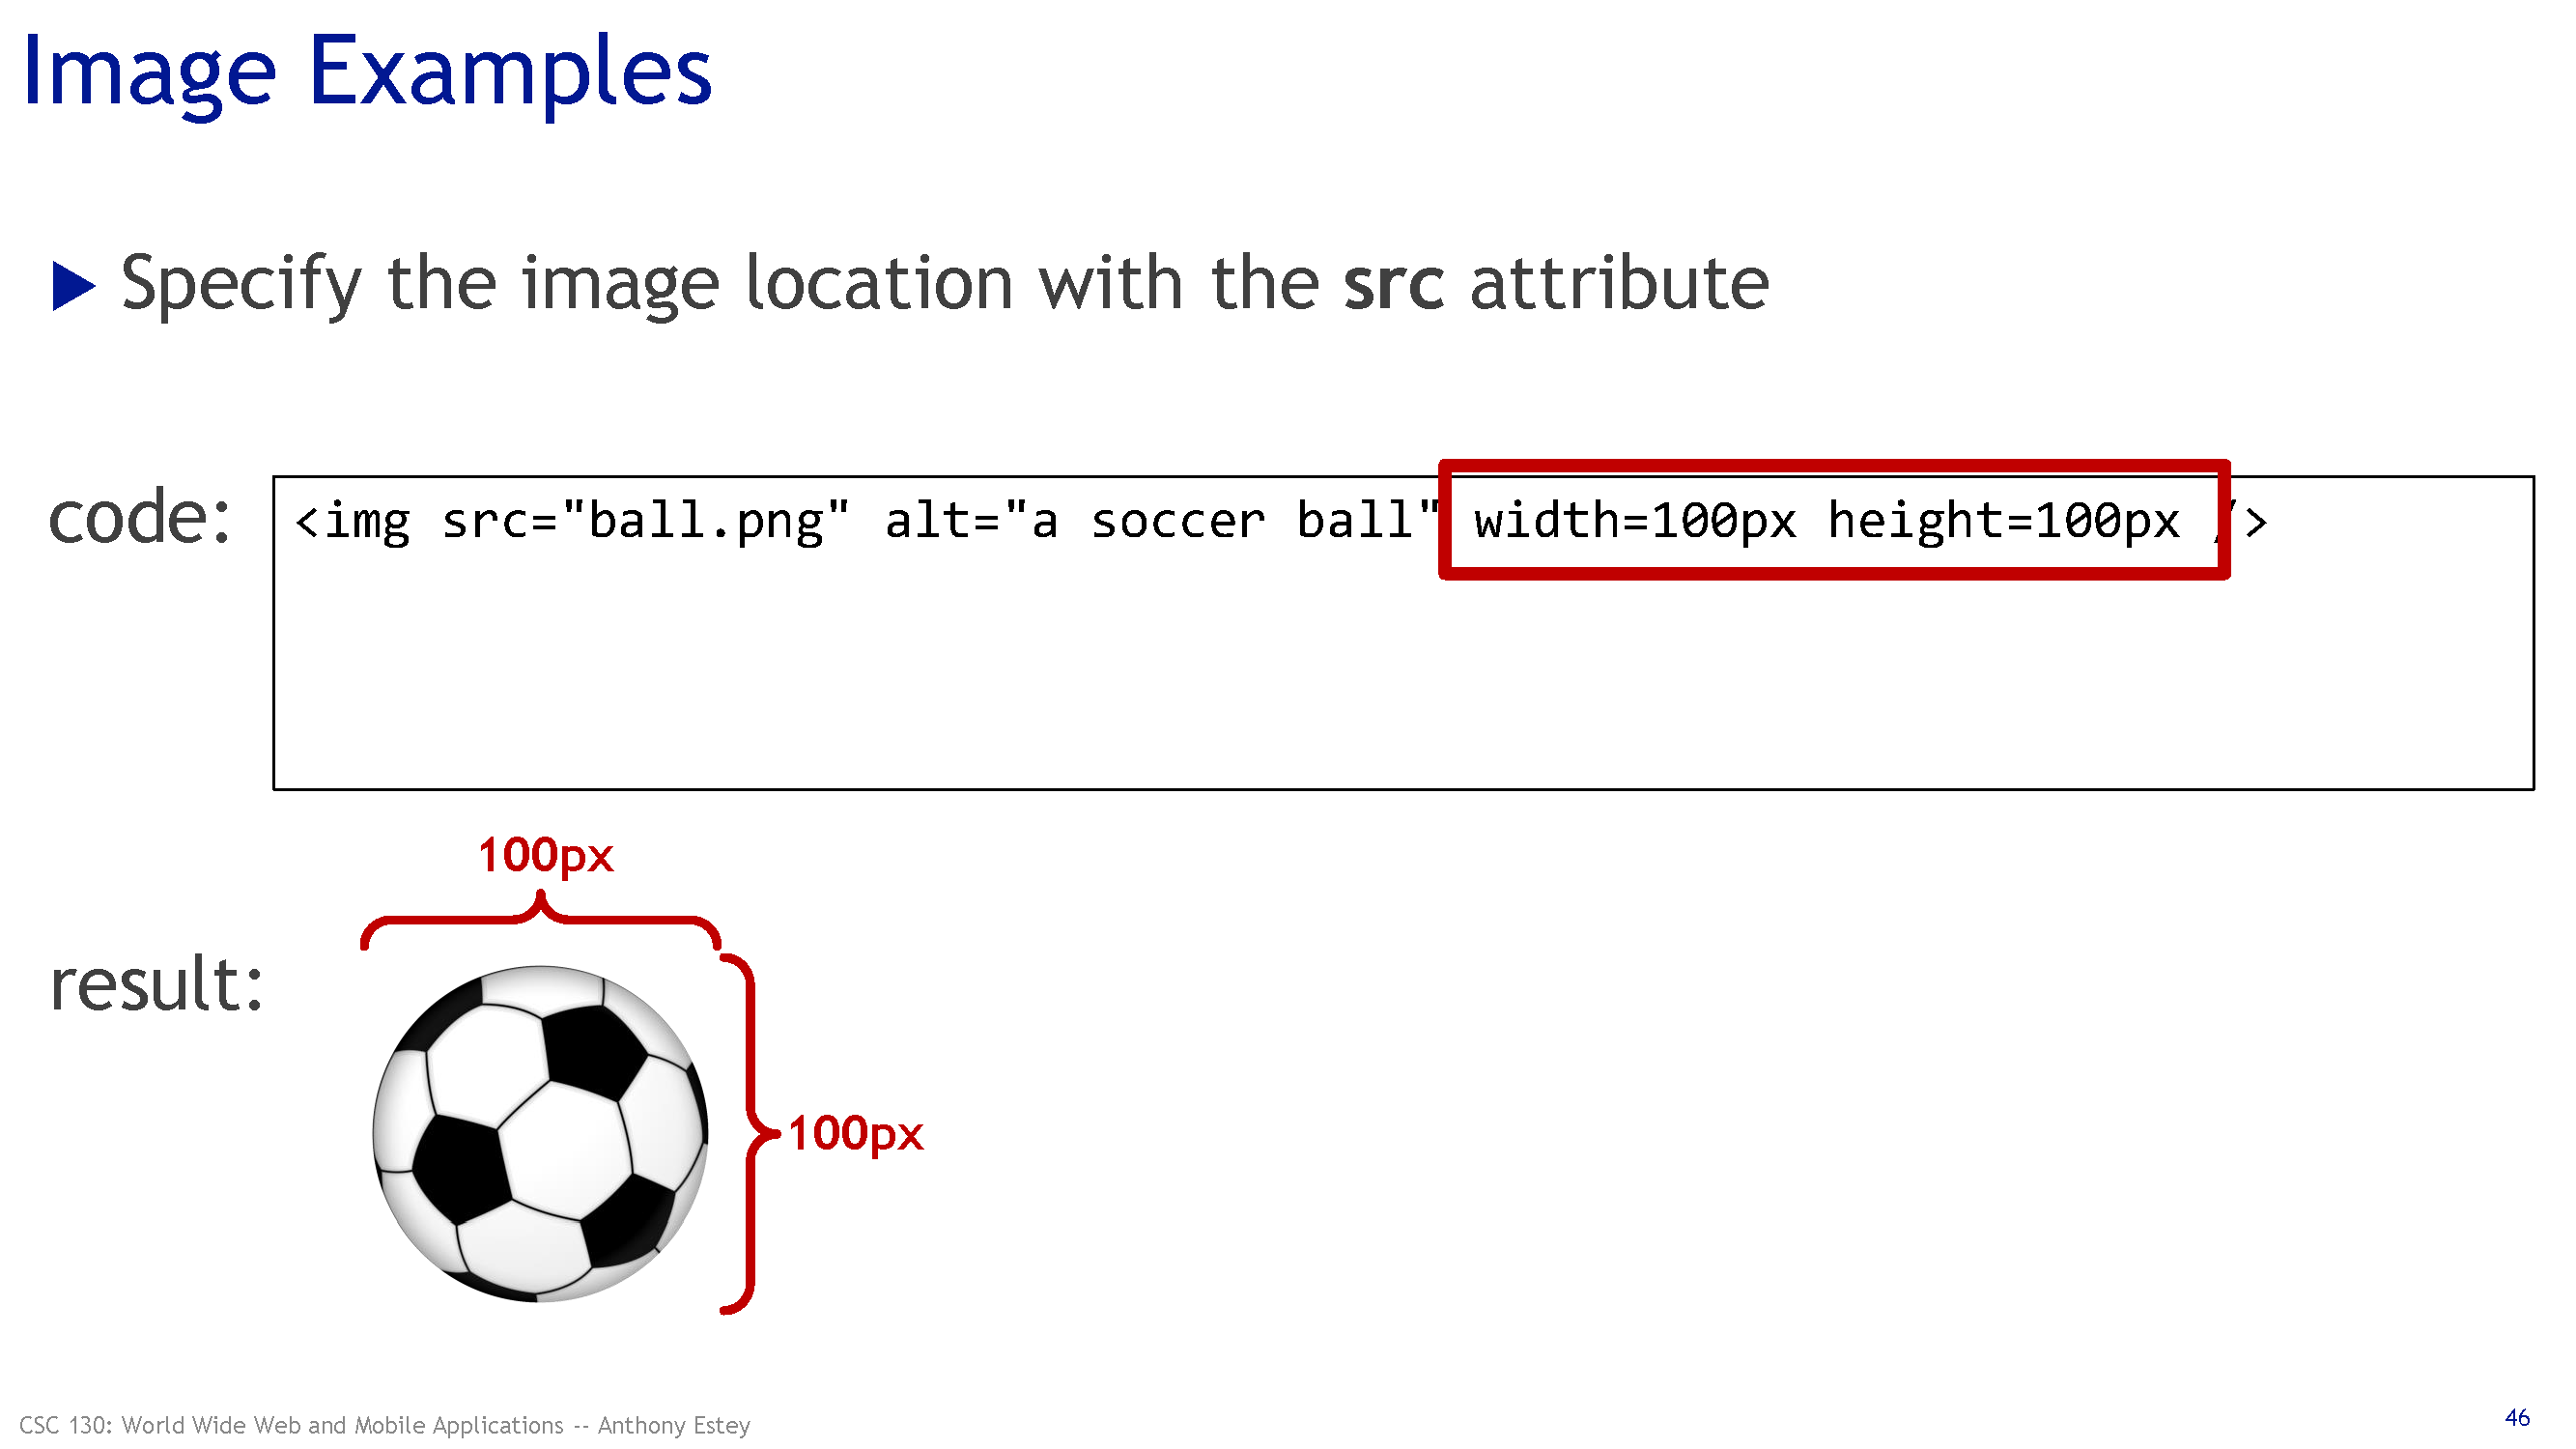 Image Examples
Specify the image location with the src attribute
code:
<img src="ball.png" alt="a soccer ball" width=100px height=100px />
100px
result:
100px
CSC 130: World Wide Web and Mobile Applications -- Anthony Estey
46